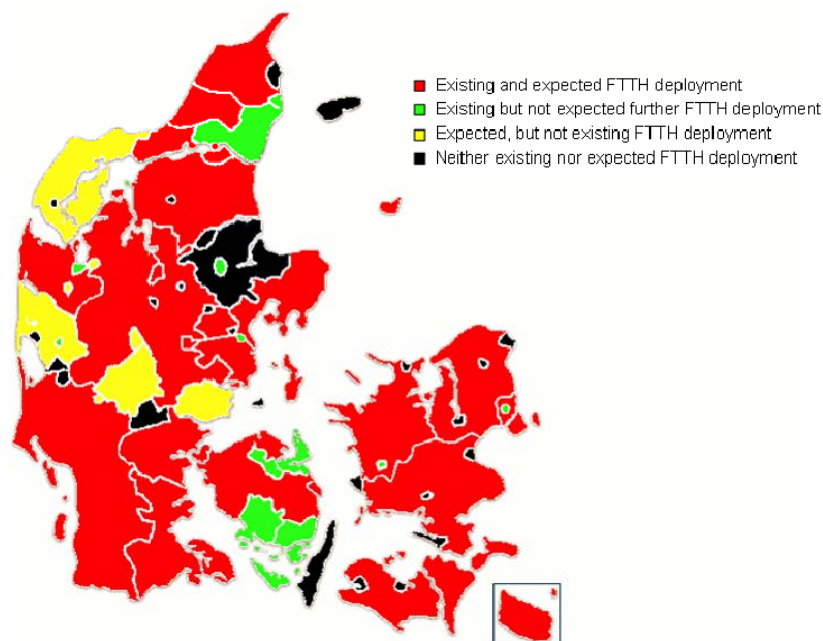 Existing and expected FTTH deployment
Existing but not expected further FTTH deployment
Expected, but not existing FTTH deployment
Neither existing nor expected FTTH deployment